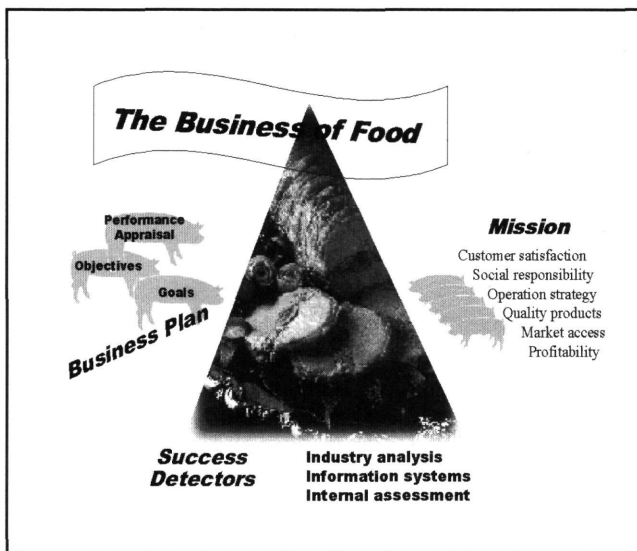 The Business of Food
Performance
Appraisal
Objectives
Goals
Business Plan
Mission
Customer satisfaction
Social responsibility
Operation strategy
Quality products
Market access
Profitability
Success
Detectors
Industry analysis
Information systems
Internal assessment